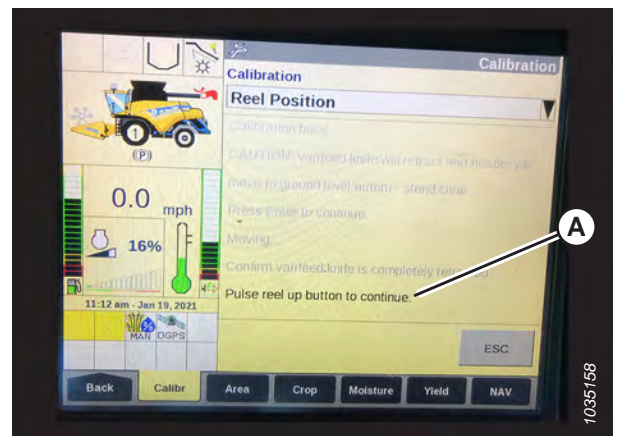 Calibration
Calibration
Reel Position
Calibration busy!
CAUTION: varifeed knife will retract and header will
move to ground level stand clear.
Press Enter to continue.
Moving...
Confirm varifeed knife is completely
Pulse reel up button to continue.
A
1
(P)
0.0 mph
16%
11:12 am - Jan 19, 2021
MAN DGPS
ESC
Back Calibr Area Crop Moisture Yield NAV
1035158